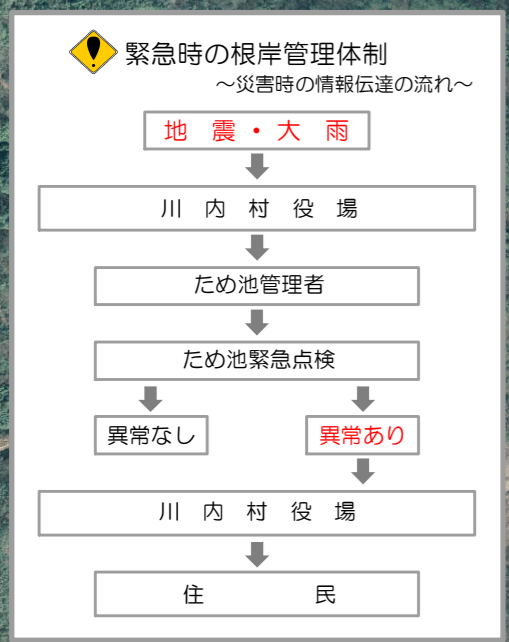 緊急時の根岸管理体制
～災害時の情報伝達の流れ～
地 震 ・ 大 雨
川 内 村 役 場
ため池管理者
ため池緊急点検
異常なし
異常あり
川 内 村 役 場
住 民